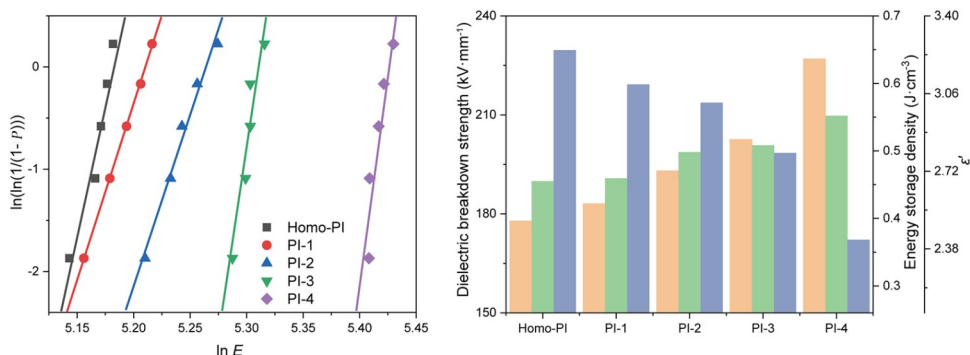 ln(ln(1/(1- P)))
0
-1
-2
Homo-PI
PI-1
PI-2
PI-3
PI-4
5.15 5.20 5.25 5.30 5.35 5.40 5.45
ln E
Dielectric breakdown strength (kV·mm⁻¹)
240
210
180
150
Homo-PI PI-1 PI-2 PI-3 PI-4
0.7
0.6
0.5
0.4
0.3
Energy storage density (J·cm⁻³)
3.40
3.06
2.72
2.38
ε'